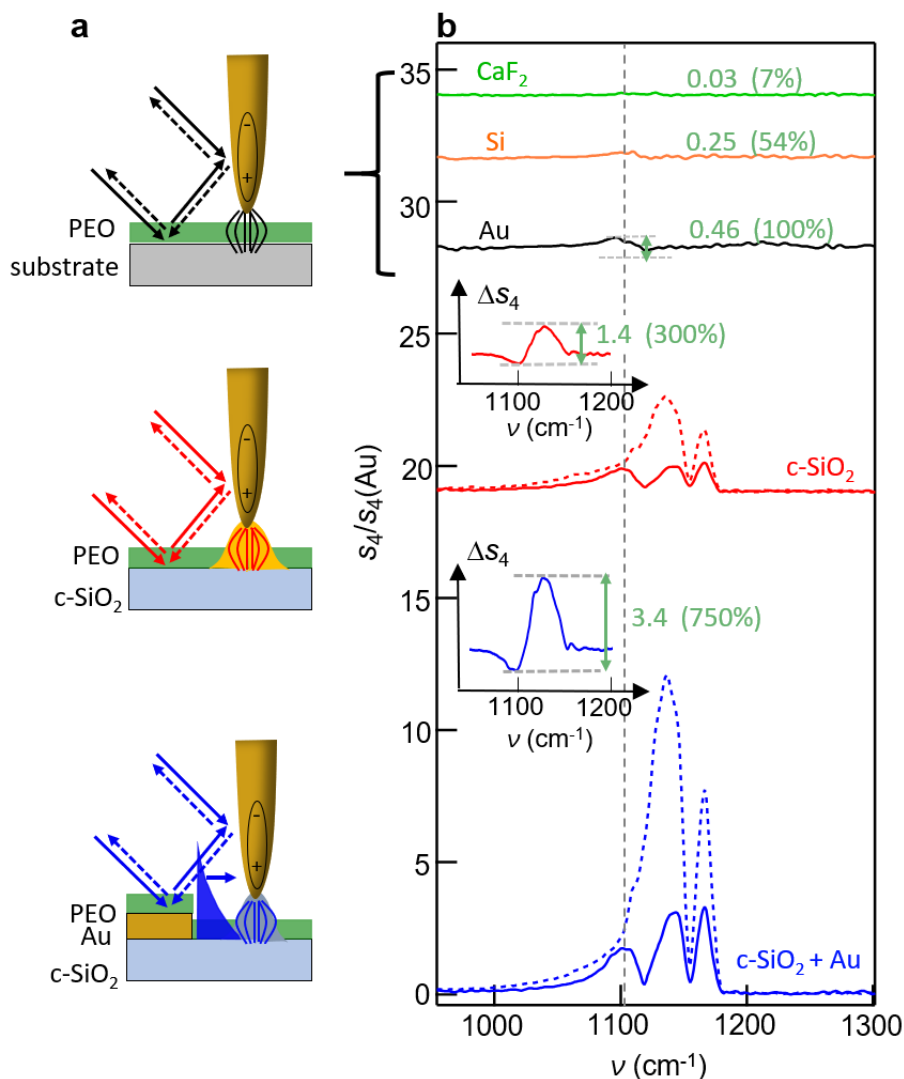 a
PEO
substrate
-
+
PEO
c-SiO₂
-
+
PEO
Au
c-SiO₂
-
+
b
35
30
25
20
15
10
5
0
s₄/s₄(Au)
CaF₂
0.03 (7%)
Si
0.25 (54%)
Au
0.46 (100%)
Δs₄
1.4 (300%)
1100
1200
ν (cm⁻¹)
c-SiO₂
Δs₄
3.4 (750%)
1100
1200
ν (cm⁻¹)
c-SiO₂ + Au
1000
1100
1200
1300
ν (cm⁻¹)